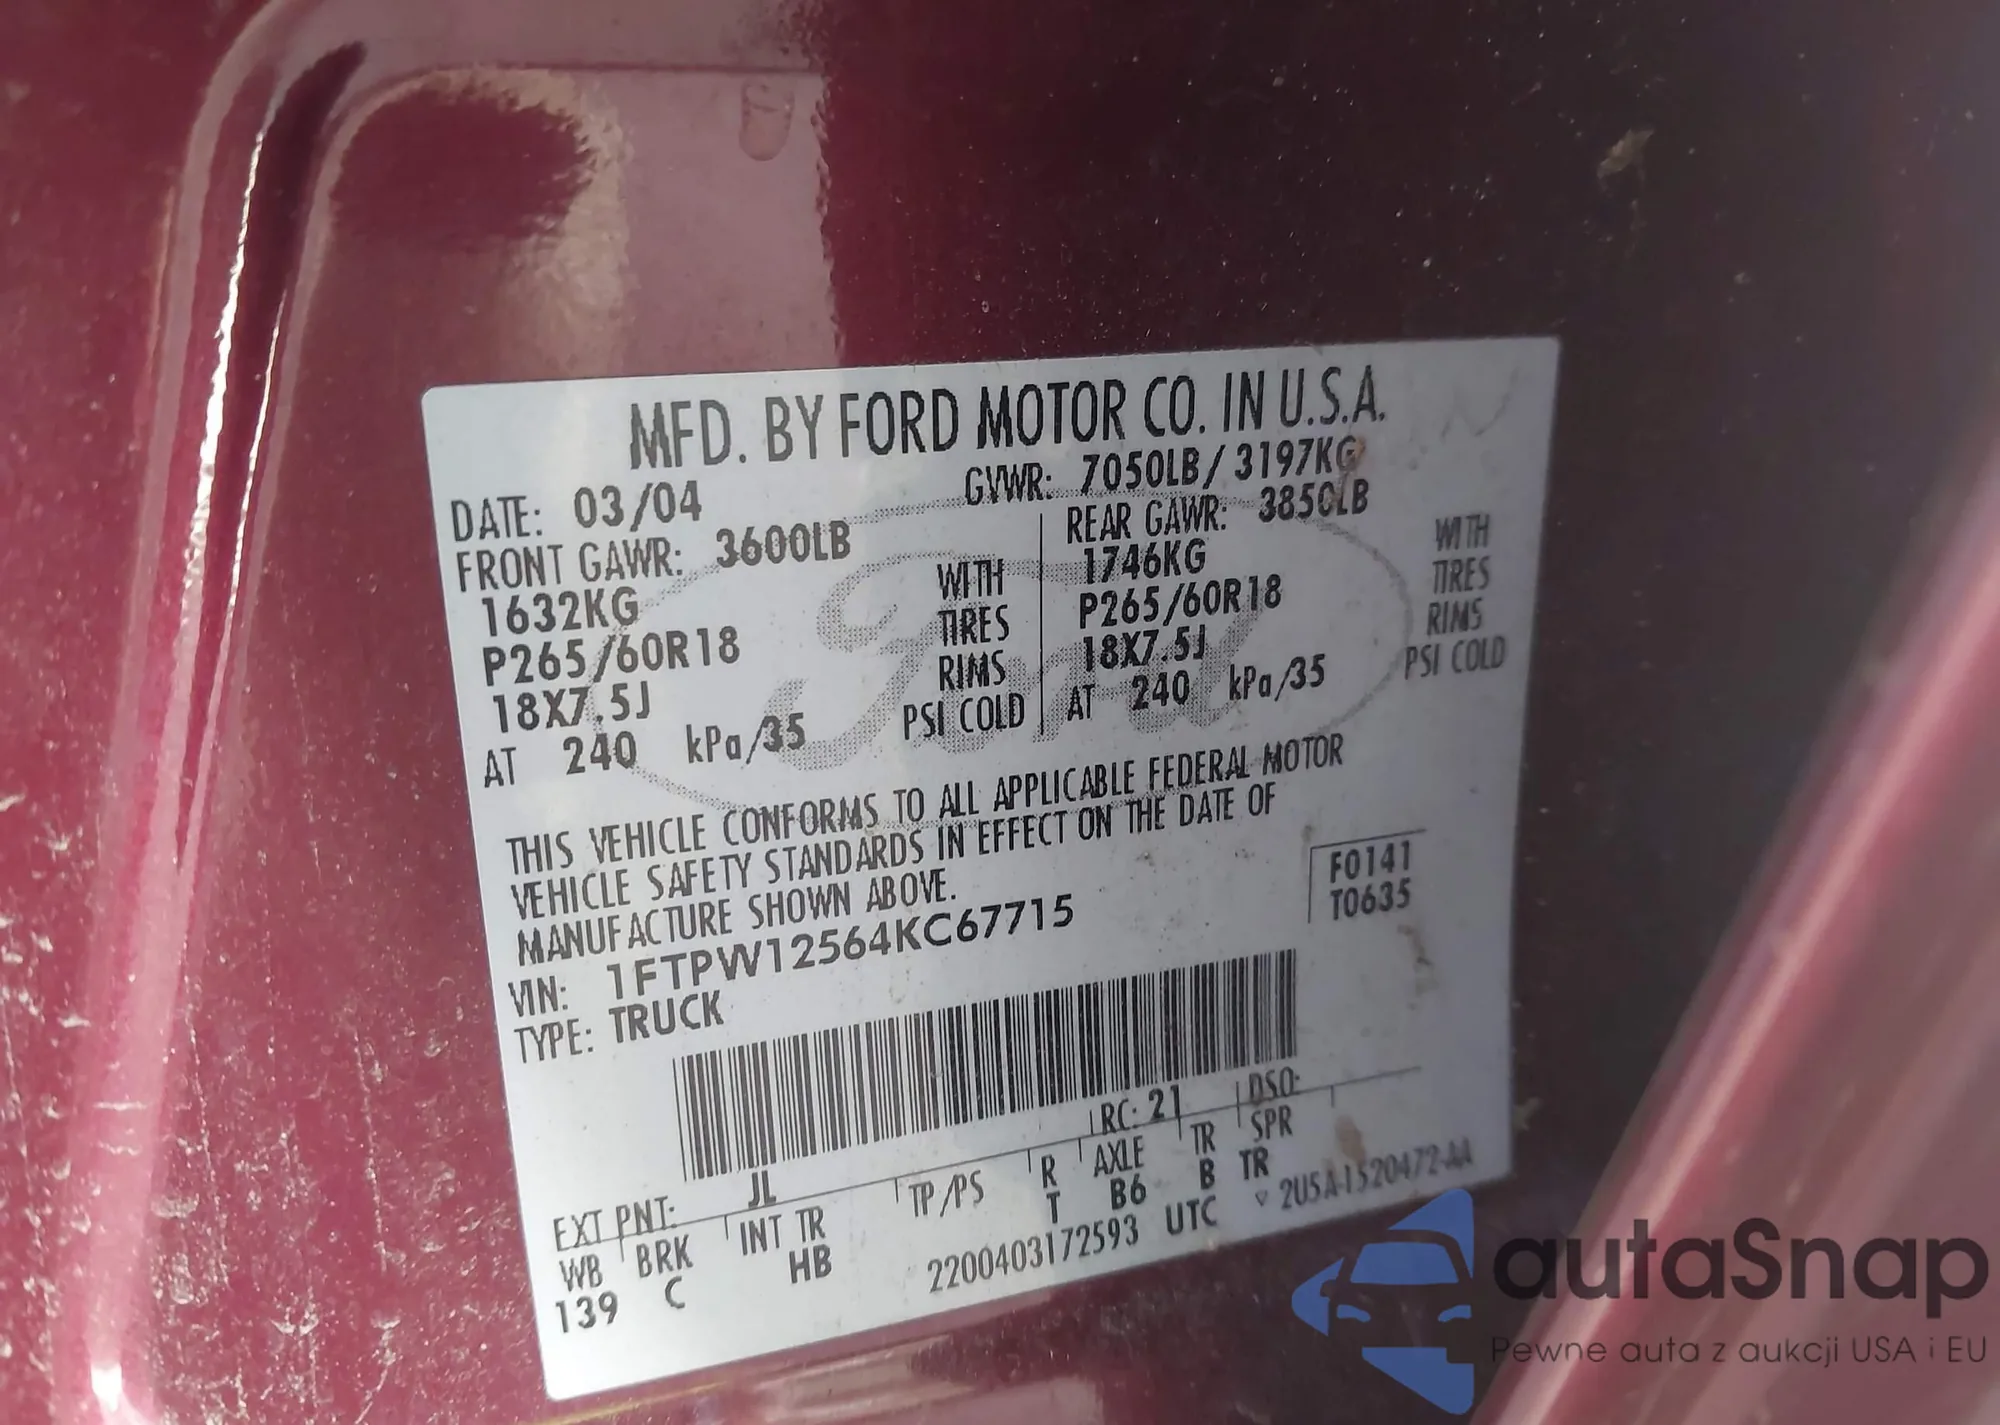 MFD. BY FORD MOTOR CO. IN U.S.A.
DATE: 03/04 GVWR: 7050LB/3197KG
FRONT GAWR: 3600LB REAR GAWR: 3850LB
1632KG WITH 1746KG WITH
P265/60R18 TIRES P265/60R18 TIRES
18X7.5J RIMS 18X7.5J RIMS
AT 240 kPa/35 PSI COLD AT 240 kPa/35 PSI COLD
THIS VEHICLE CONFORMS TO ALL APPLICABLE FEDERAL MOTOR
VEHICLE SAFETY STANDARDS IN EFFECT ON THE DATE OF
MANUFACTURE SHOWN ABOVE.
F0141
T0635
VIN: 1FTPW12564KC67715
TYPE: TRUCK
EXT PNT: JL RC: 21 DSO:
WB BRK INT TR TP/PS R AXLE TR SPR
139 C HB T B6 B TR
2200403172593 UTC ▽ 2U5A-1520472-AA
Ford
autaSnap
Pewne auta z aukcji USA i EU